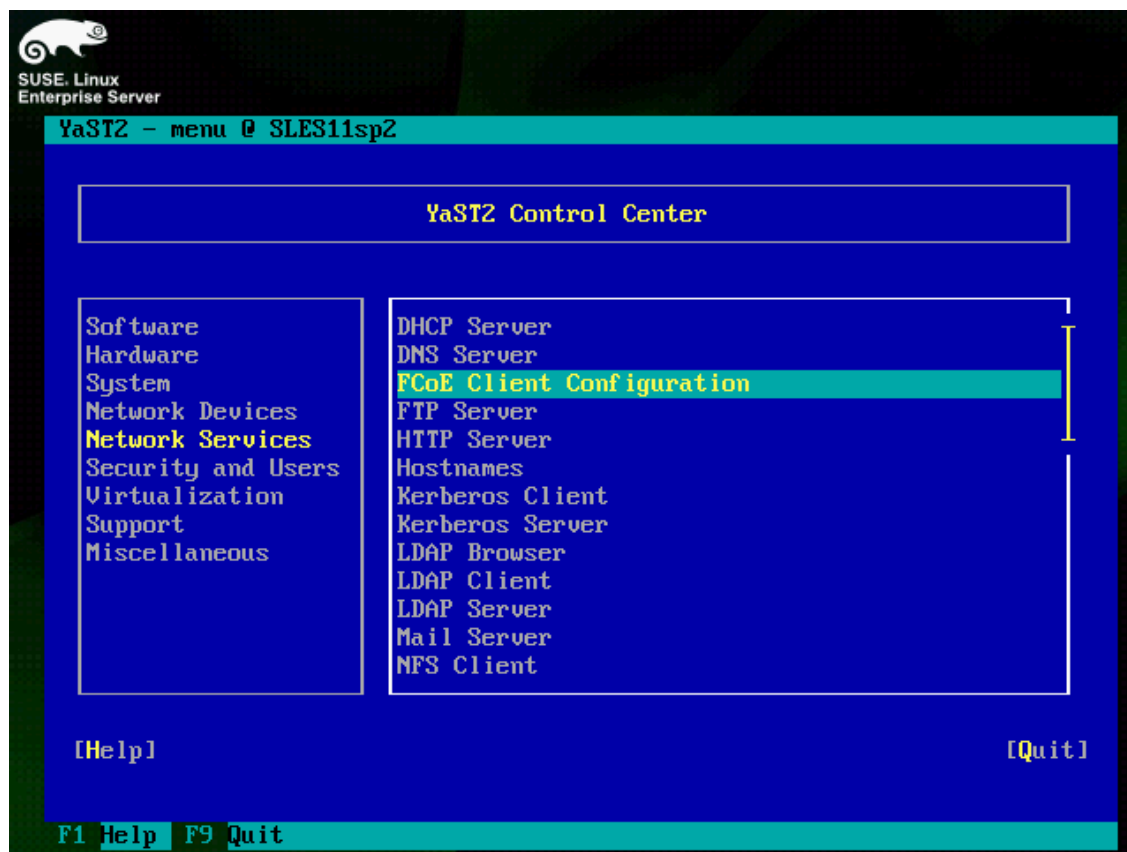 SUSE. Linux
Enterprise Server
YaST2 - menu @ SLES11sp2
YaST2 Control Center
Software
Hardware
System
Network Devices
Network Services
Security and Users
Virtualization
Support
Miscellaneous
DHCP Server
DNS Server
FCoE Client Configuration
FTP Server
HTTP Server
Hostnames
Kerberos Client
Kerberos Server
LDAP Browser
LDAP Client
LDAP Server
Mail Server
NFS Client
[Help] [Quit]
F1 Help F9 Quit